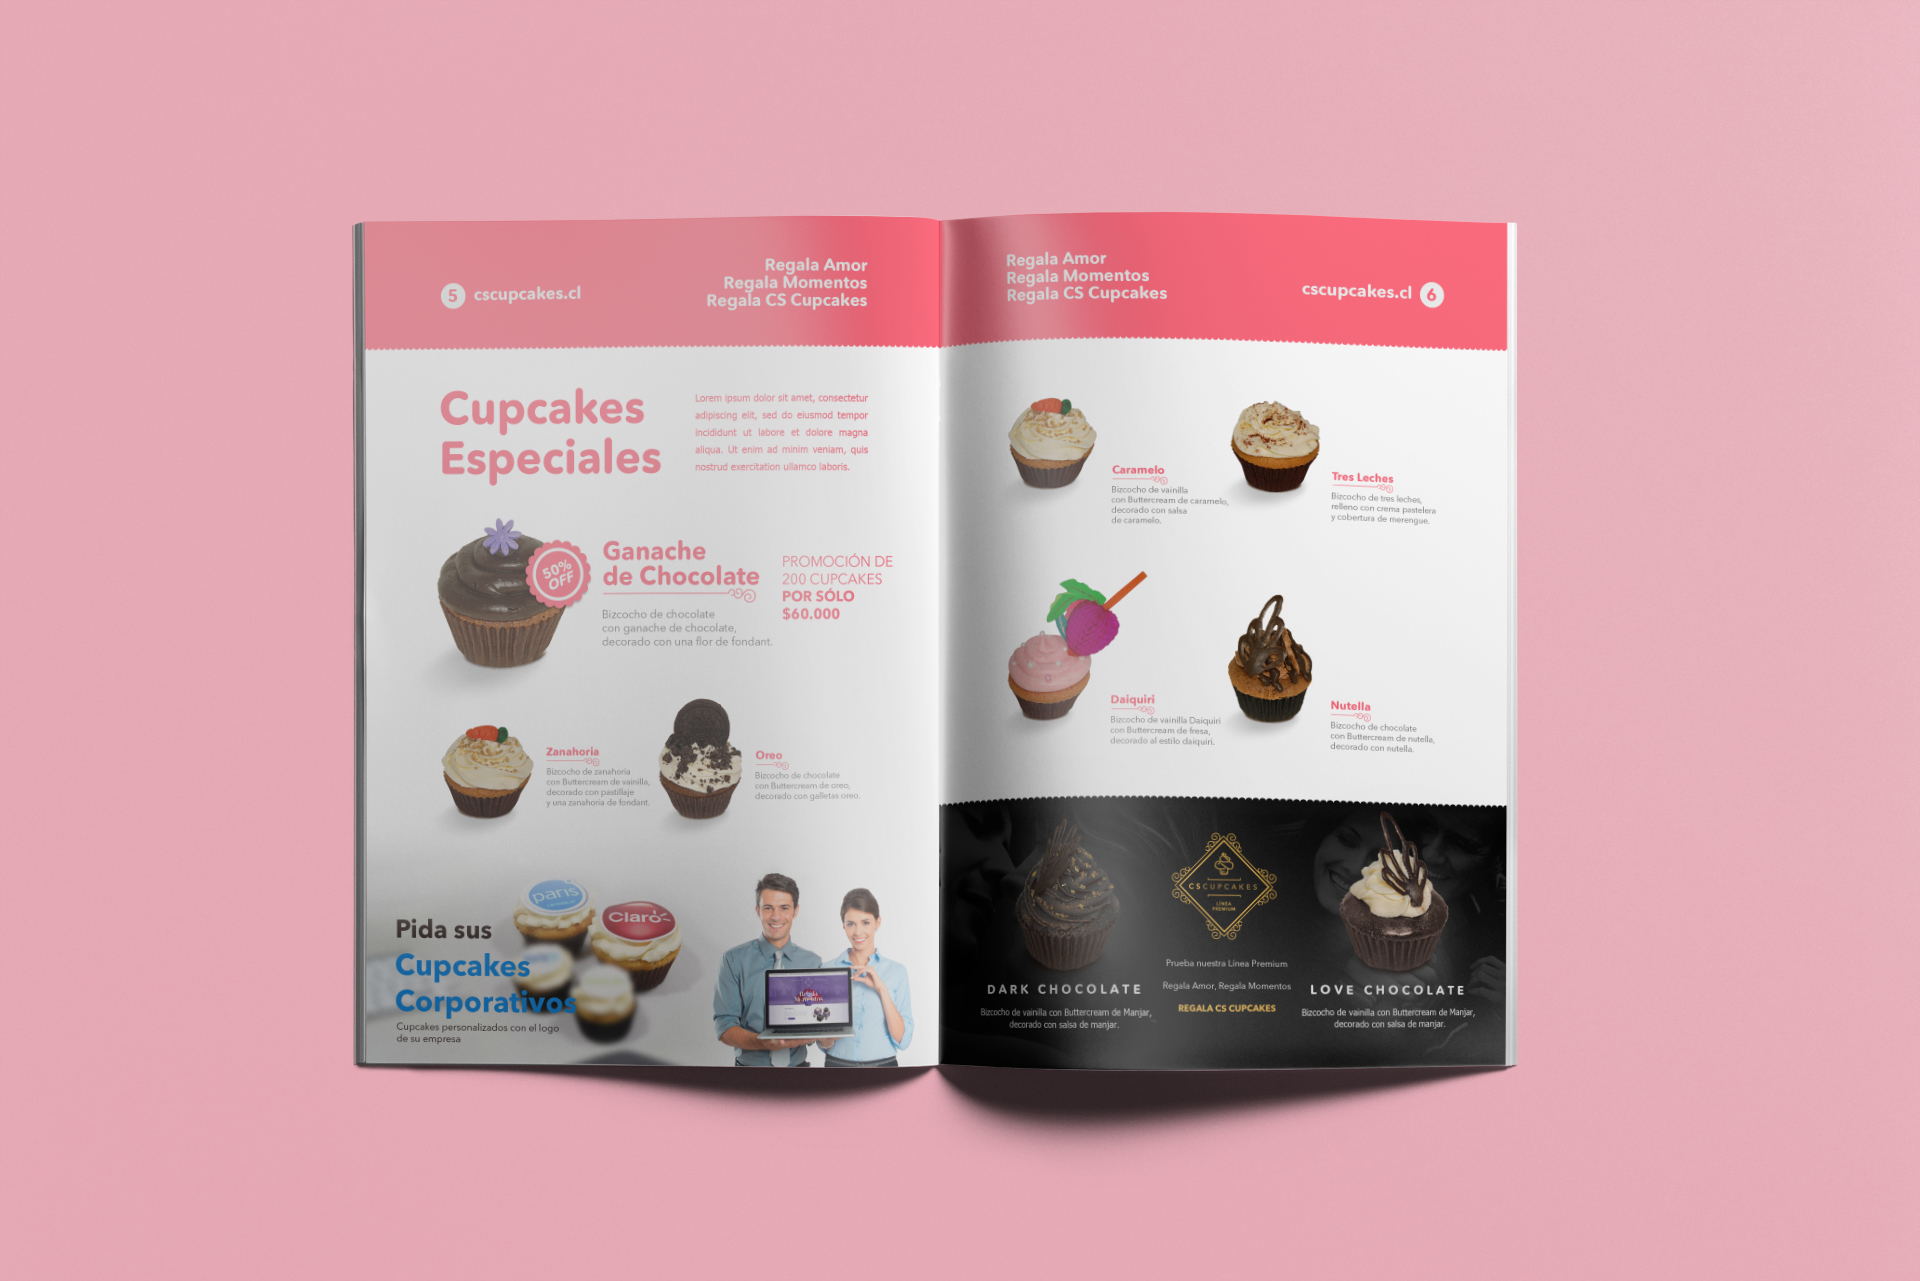 5 cscupcakes.cl
Regala Amor
Regala Momentos
Regala CS Cupcakes
Cupcakes
Especiales
Lorem ipsum dolor sit amet, consectetur
adipiscing elit, sed do eiusmod tempor
incididunt ut labore et dolore magna
aliqua. Ut enim ad minim veniam, quis
nostrud exercitation ullamco laboris.
50%
OFF
Ganache
de Chocolate
Bizcocho de chocolate
con ganache de chocolate,
decorado con una flor de fondant.
PROMOCIÓN DE
200 CUPCAKES
POR SÓLO
$60.000
Zanahoria
Bizcocho de zanahoria
con Buttercream de vainilla,
decorado con pastillaje
y una zanahoria de fondant.
Oreo
Bizcocho de chocolate
con Buttercream de oreo,
decorado con galletas oreo.
paris
Claro
Pida sus
Cupcakes
Corporativos
Cupcakes personalizados con el logo
de su empresa
Regala
Momentos
Regala Amor
Regala Momentos
Regala CS Cupcakes
cscupcakes.cl 6
Caramelo
Bizcocho de vainilla
con Buttercream de caramelo,
decorado con salsa
de caramelo.
Tres Leches
Bizcocho de tres leches,
relleno con crema pastelera
y cobertura de merengue.
Daiquiri
Bizcocho de vainilla Daiquiri
con Buttercream de fresa,
decorado al estilo daiquiri.
Nutella
Bizcocho de chocolate
con Buttercream de nutella,
decorado con nutella.
DARK CHOCOLATE
Bizcocho de vainilla con Buttercream de Manjar,
decorado con salsa de manjar.
CSCUPCAKES
LÍNEA
PREMIUM
Prueba nuestra Línea Premium
Regala Amor, Regala Momentos
REGALA CS CUPCAKES
LOVE CHOCOLATE
Bizcocho de vainilla con Buttercream de Manjar,
decorado con salsa de manjar.